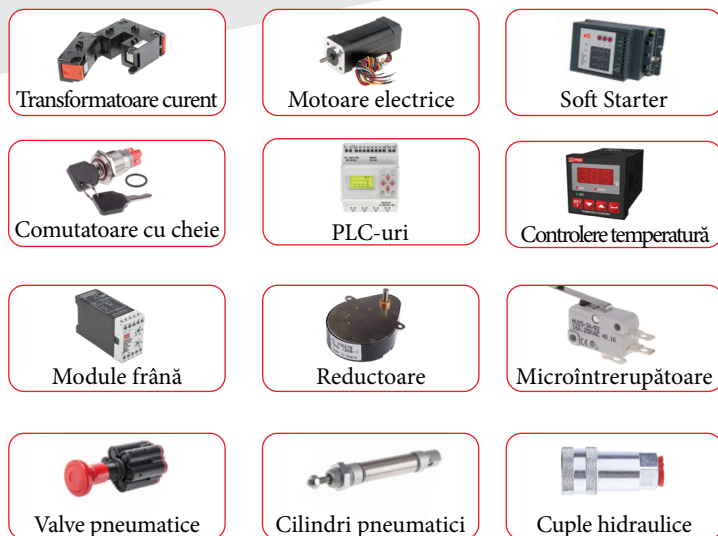 Transformatoare curent
Motoare electrice
Soft Starter
Comutatoare cu cheie
PLC-uri
Controlere temperatură
Module frână
Reductoare
Microîntrerupătoare
Valve pneumatice
Cilindri pneumatici
Cuple hidraulice